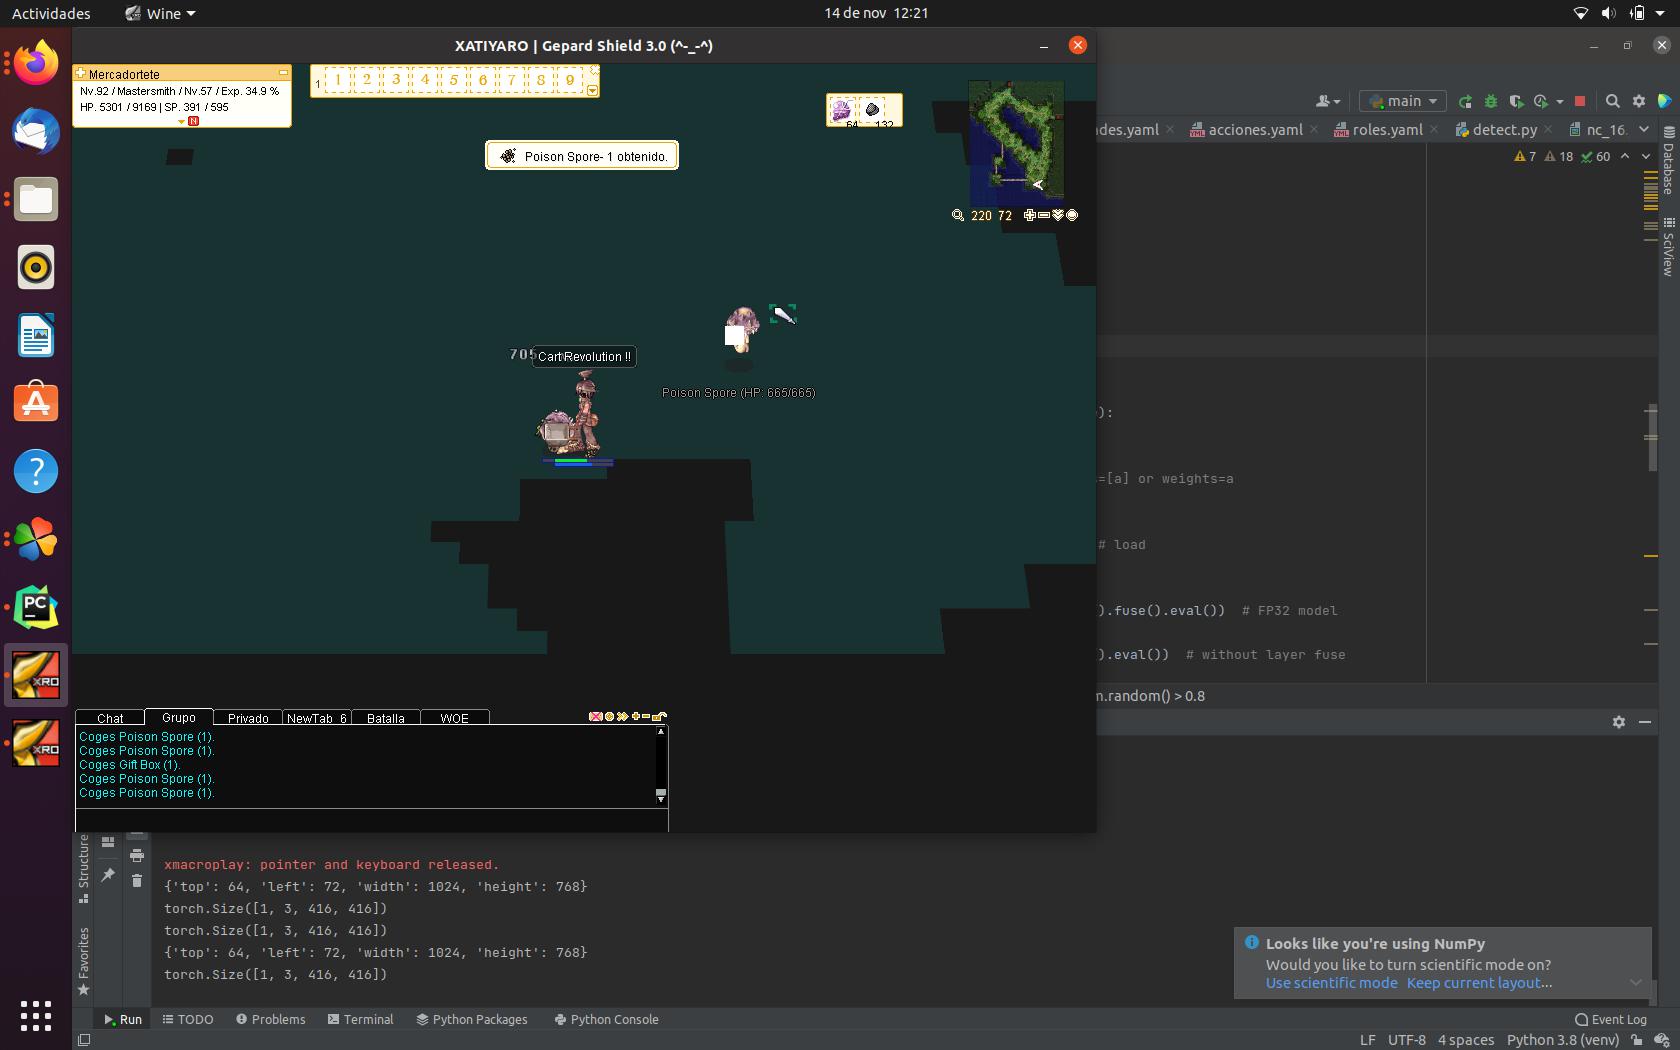 Actividades
Wine
14 de nov 12:21
XATIYARO | Gepard Shield 3.0 (^-_-^)
Mercadortete
Nv.92 / Mastersmith / Nv.57 / Exp. 34.9 %
HP. 5301 / 9169 | SP. 391 / 595
N
1 1 2 3 4 5 6 7 8 9
64 132
Poison Spore- 1 obtenido.
220 72
705
Cart Revolution !!
Poison Spore (HP: 665/665)
Chat Grupo Privado NewTab_6 Batalla WOE
Coges Poison Spore (1).
Coges Poison Spore (1).
Coges Gift Box (1).
Coges Poison Spore (1).
Coges Poison Spore (1).
main
des.yaml acciones.yaml roles.yaml detect.py nc_16.
7 18 60
Database
SciView
):
=[a] or weights=a
# load
).fuse().eval()) # FP32 model
).eval()) # without layer fuse
m.random() > 0.8
PC
XRO
XRO
Structure
Favorites
xmacroplay: pointer and keyboard released.
{'top': 64, 'left': 72, 'width': 1024, 'height': 768}
torch.Size([1, 3, 416, 416])
torch.Size([1, 3, 416, 416])
{'top': 64, 'left': 72, 'width': 1024, 'height': 768}
torch.Size([1, 3, 416, 416])
Looks like you're using NumPy
Would you like to turn scientific mode on?
Use scientific mode Keep current layout...
Run TODO Problems Terminal Python Packages Python Console
Event Log
LF UTF-8 4 spaces Python 3.8 (venv)